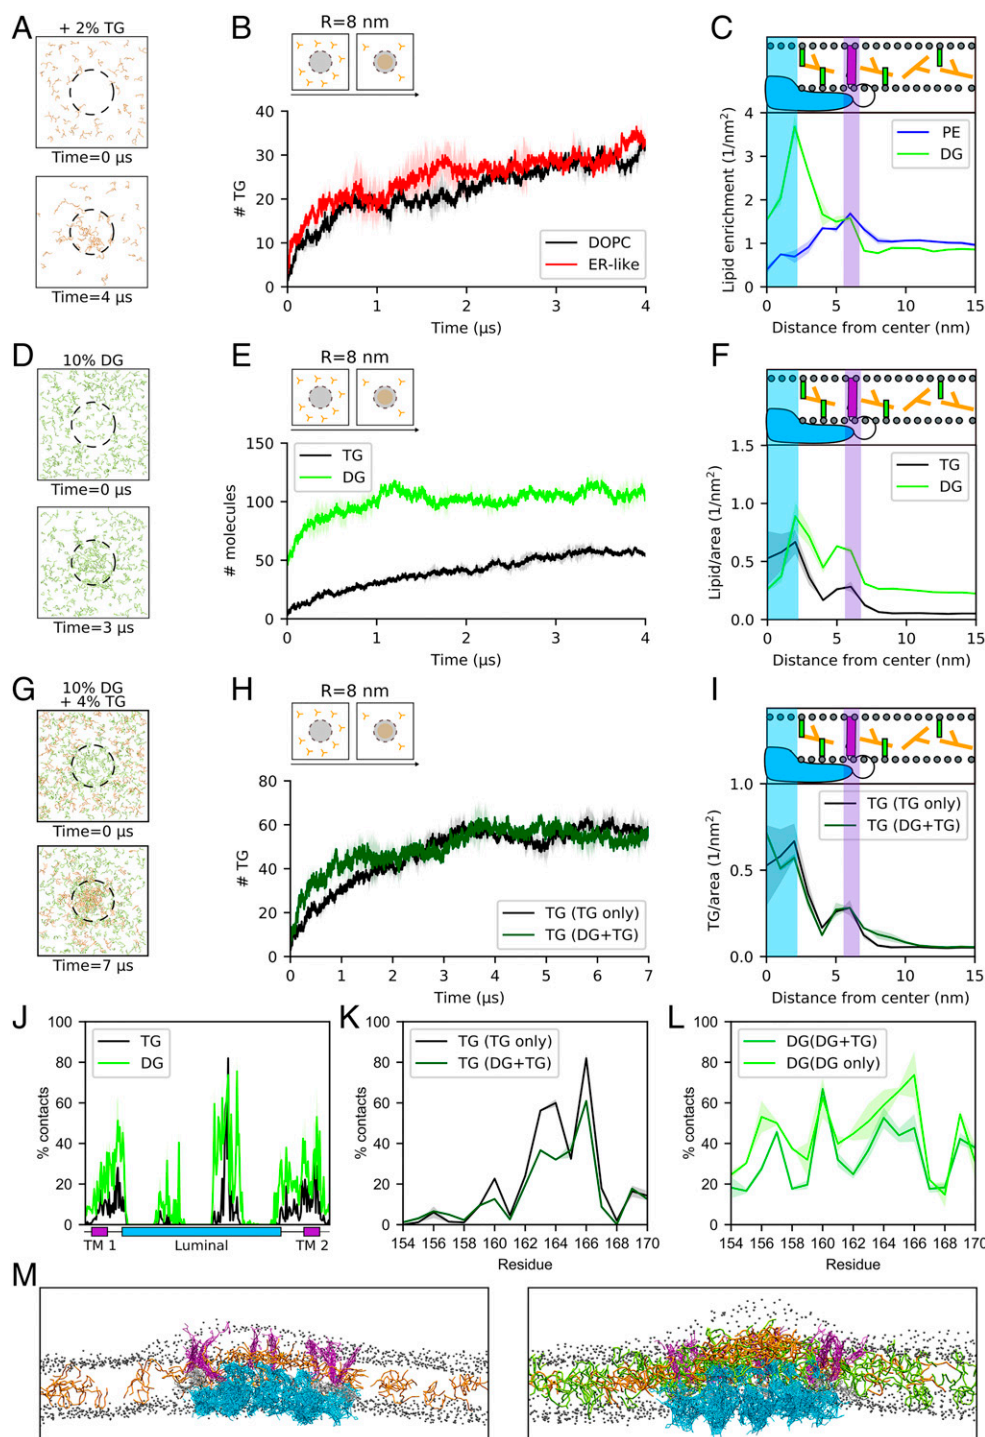 A
+ 2% TG
Time=0 µs
Time=4 µs
B
R=8 nm
# TG
40
30
20
10
0
DOPC
ER-like
0 1 2 3 4
Time (µs)
C
Lipid enrichment (1/nm²)
4
3
2
1
0
PE
DG
0 5 10 15
Distance from center (nm)
D
10% DG
Time=0 µs
Time=3 µs
E
R=8 nm
# molecules
150
100
50
0
TG
DG
0 1 2 3 4
Time (µs)
F
Lipid/area (1/nm²)
1.5
1.0
0.5
0.0
TG
DG
0 5 10 15
Distance from center (nm)
G
10% DG
+ 4% TG
Time=0 µs
Time=7 µs
H
R=8 nm
# TG
80
60
40
20
0
TG (TG only)
TG (DG+TG)
0 1 2 3 4 5 6 7
Time (µs)
I
TG/area (1/nm²)
1.0
0.5
0.0
TG (TG only)
TG (DG+TG)
0 5 10 15
Distance from center (nm)
J
% contacts
100
80
60
40
20
0
TG
DG
TM 1 Luminal TM 2
K
% contacts
100
80
60
40
20
0
TG (TG only)
TG (DG+TG)
154 156 158 160 162 164 166 168 170
Residue
L
% contacts
100
80
60
40
20
0
DG(DG+TG)
DG(DG only)
154 156 158 160 162 164 166 168 170
Residue
M